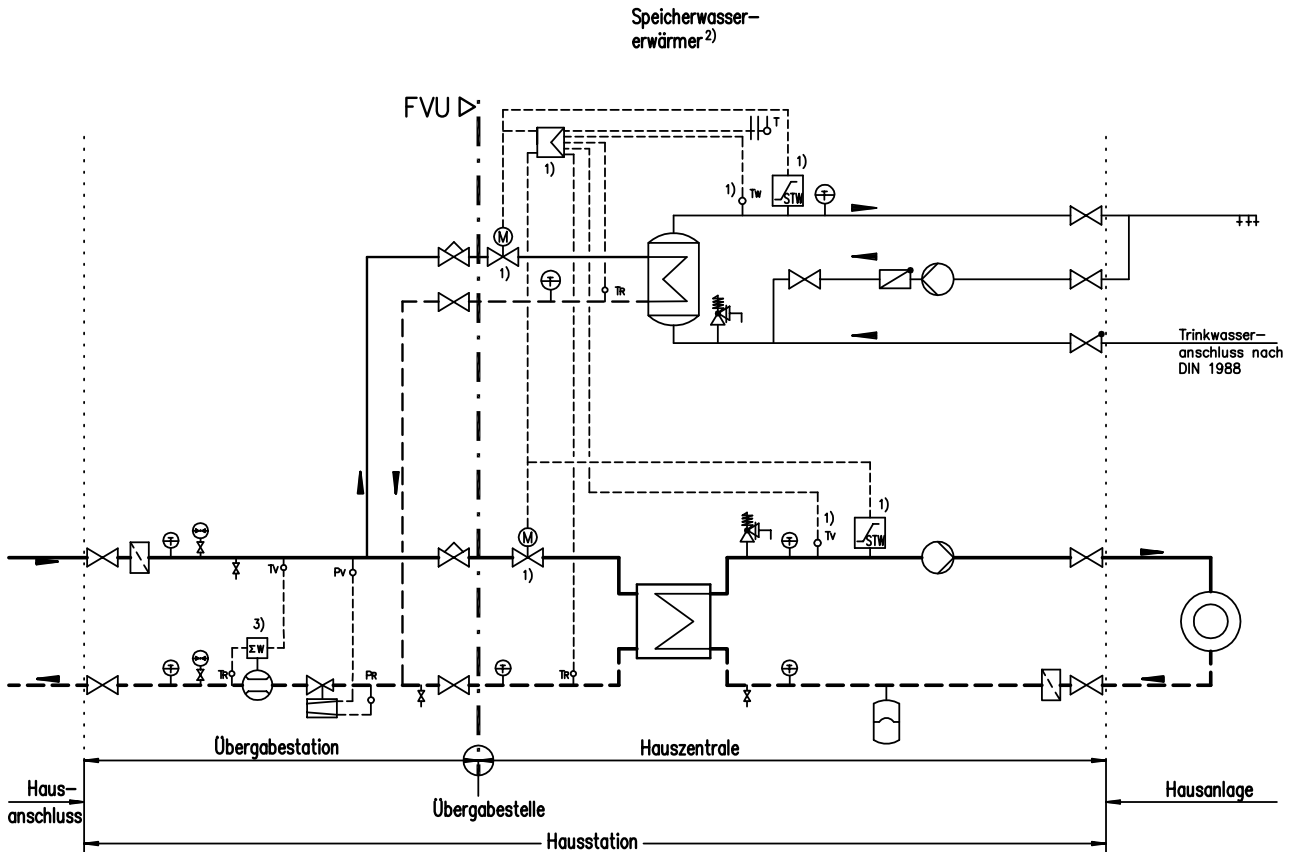 Speicherwasser-
erwärmer 2)
FVU
T
1)
1)
1) TW
STW
M
1)
T
T
TR
Trinkwasser-
anschluss nach
DIN 1988
1)
1)
TV
STW
M
1)
T
T
TV
PV
3)
ΣW
TR
PR
T
T
TR
T
Übergabestation
Hauszentrale
Haus-
anschluss
Übergabestelle
Hausanlage
Hausstation